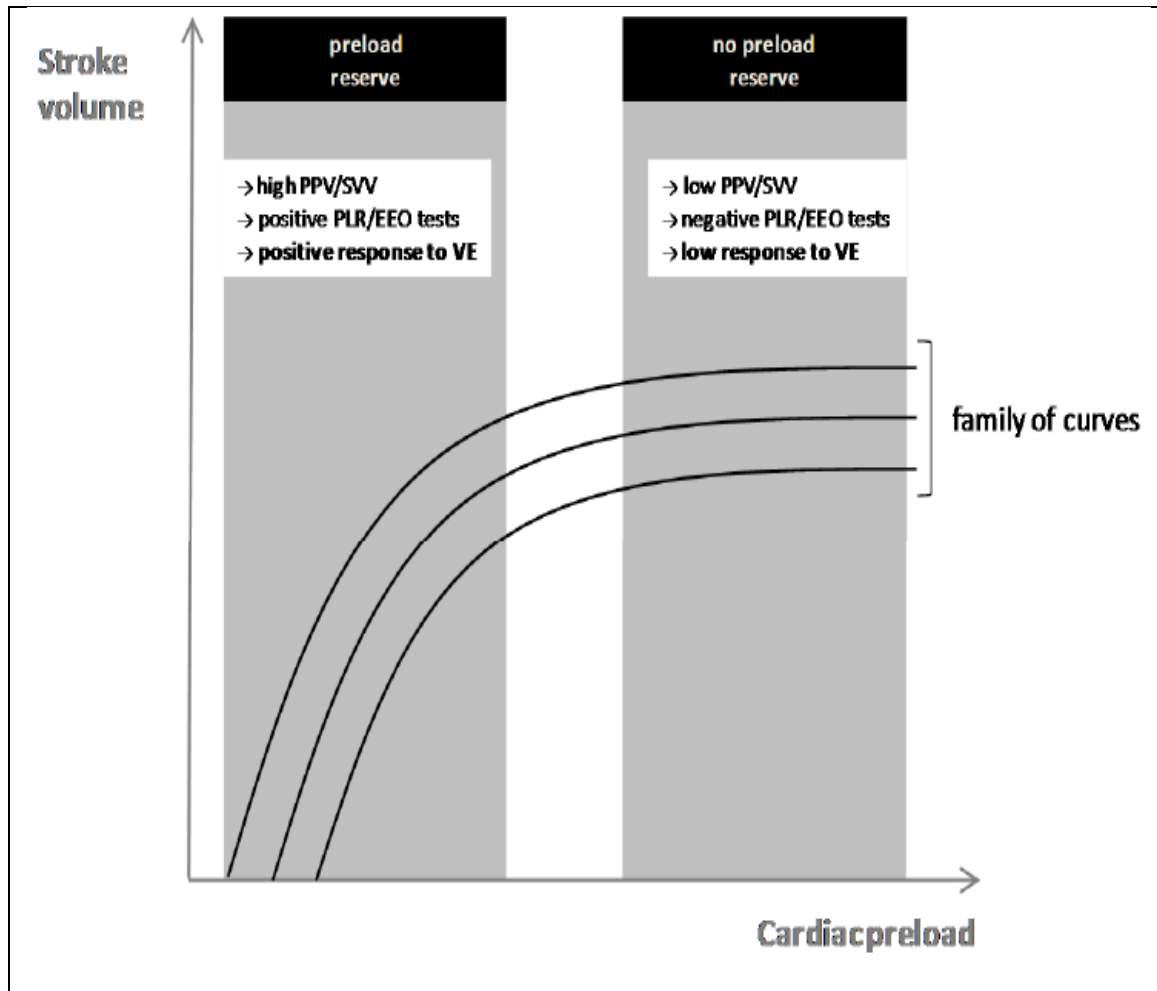 Stroke
volume
preload
reserve
no preload
reserve
→ high PPV/SVV
→ positive PLR/EEO tests
→ positive response to VE
→ low PPV/SVV
→ negative PLR/EEO tests
→ low response to VE
family of curves
Cardiacpreload